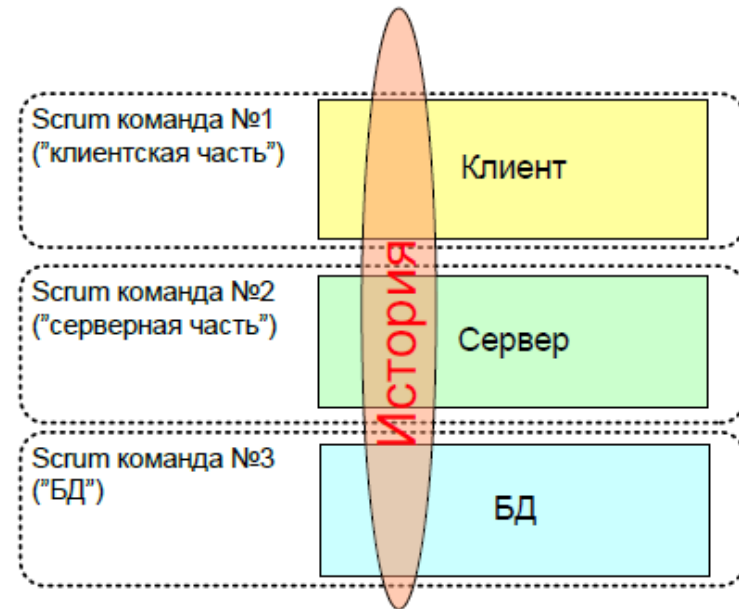 Scrum команда №1
("клиентская часть")
Клиент
Scrum команда №2
("серверная часть")
Сервер
Scrum команда №3
("БД")
БД
История